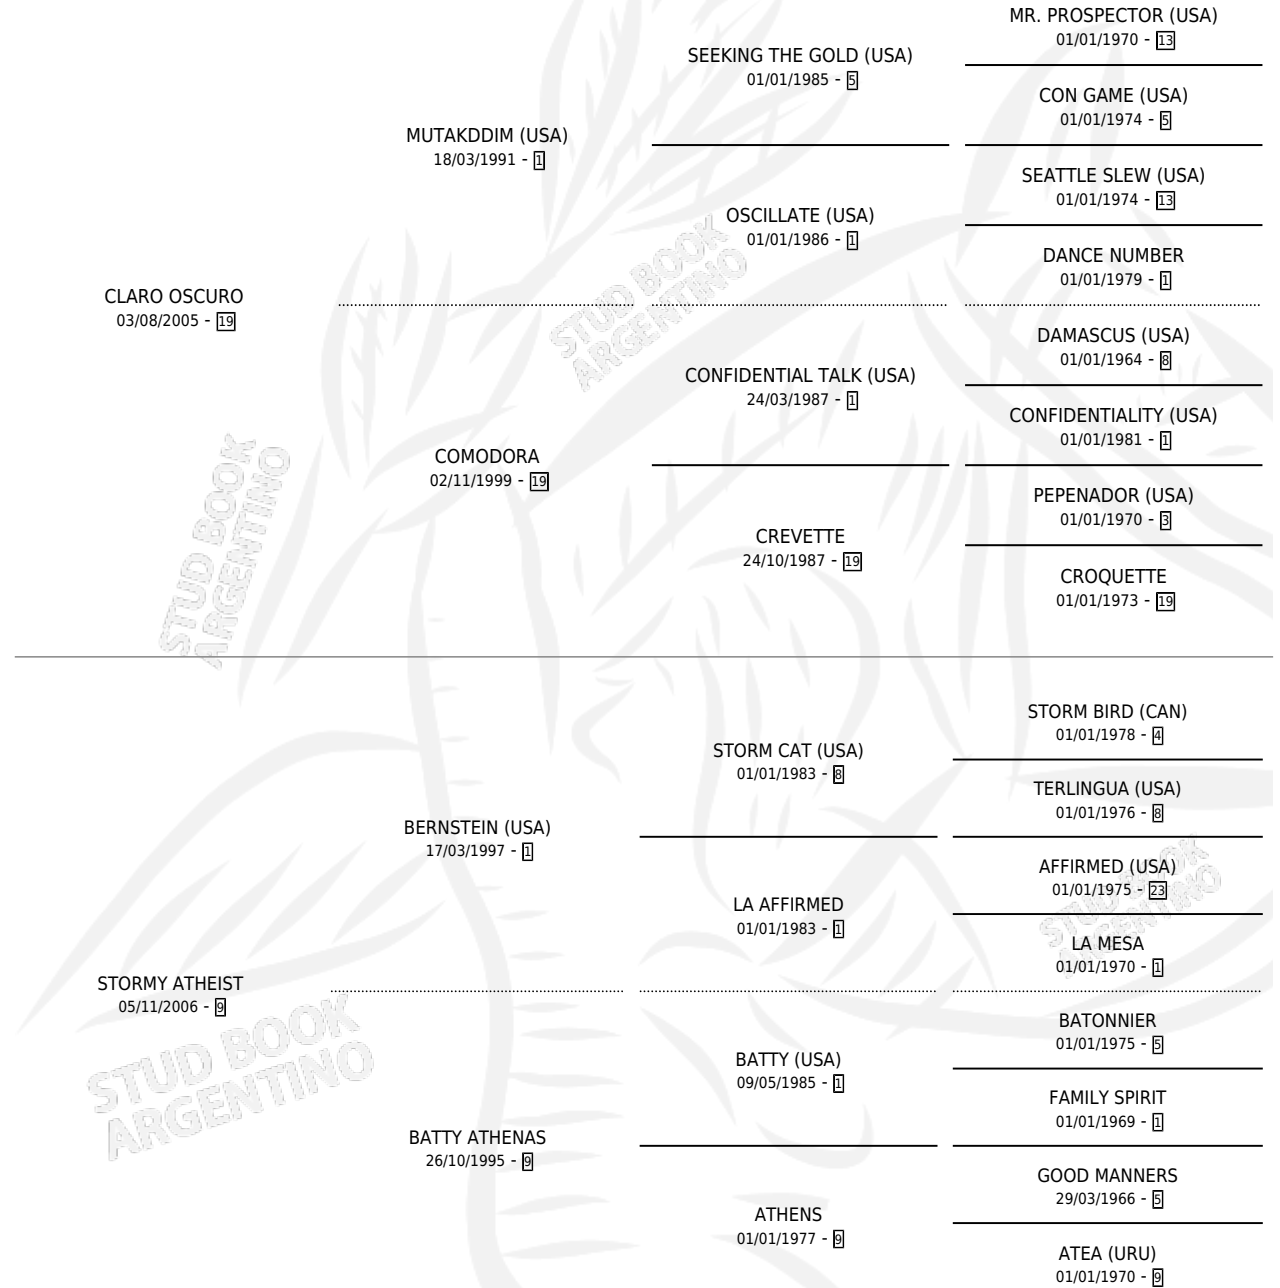 MR. PROSPECTOR (USA)
01/01/1970 - 13
SEEKING THE GOLD (USA)
01/01/1985 - 5
CON GAME (USA)
01/01/1974 - 5
MUTAKDDIM (USA)
18/03/1991 - 1
SEATTLE SLEW (USA)
01/01/1974 - 13
OSCILLATE (USA)
01/01/1986 - 1
DANCE NUMBER
01/01/1979 - 1
CLARO OSCURO
03/08/2005 - 19
STUD BOOK
ARGENTINO
DAMASCUS (USA)
01/01/1964 - 8
CONFIDENTIAL TALK (USA)
24/03/1987 - 1
CONFIDENTIALITY (USA)
01/01/1981 - 1
COMODORA
02/11/1999 - 19
PEPENADOR (USA)
01/01/1970 - 3
CREVETTE
24/10/1987 - 19
CROQUETTE
01/01/1973 - 19
STUD BOOK
ARGENTINO
STORM BIRD (CAN)
01/01/1978 - 4
STORM CAT (USA)
01/01/1983 - 8
TERLINGUA (USA)
01/01/1976 - 8
BERNSTEIN (USA)
17/03/1997 - 1
AFFIRMED (USA)
01/01/1975 - 23
LA AFFIRMED
01/01/1983 - 1
LA MESA
01/01/1970 - 1
STUD BOOK
ARGENTINO
STORMY ATHEIST
05/11/2006 - 9
BATONNIER
01/01/1975 - 5
BATTY (USA)
09/05/1985 - 1
FAMILY SPIRIT
01/01/1969 - 1
STUD BOOK
ARGENTINO
BATTY ATHENAS
26/10/1995 - 9
GOOD MANNERS
29/03/1966 - 5
ATHENS
01/01/1977 - 9
ATEA (URU)
01/01/1970 - 9